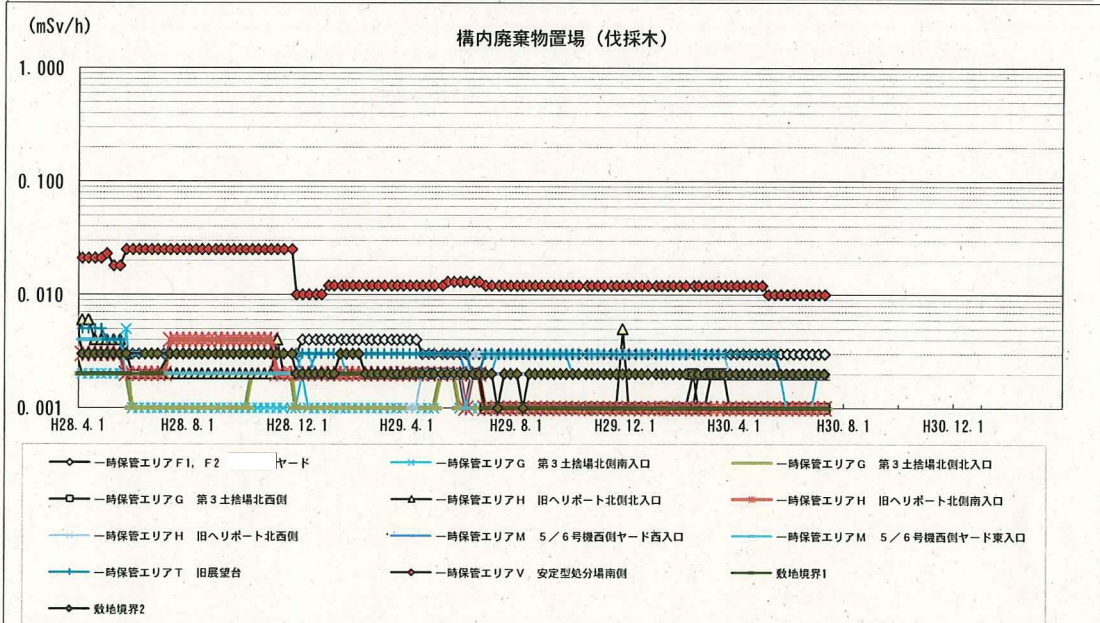 (mSv/h)
構内廃棄物置場（伐採木）
1.000
0.100
0.010
0.001
H28.4.1 H28.8.1 H28.12.1 H29.4.1 H29.8.1 H29.12.1 H30.4.1 H30.8.1 H30.12.1
一時保管エリアＦ1, Ｆ2 ヤード 一時保管エリアＧ 第３土捨場北側南入口 一時保管エリアＧ 第３土捨場北側北入口
一時保管エリアＧ 第３土捨場北西側 一時保管エリアＨ 旧ヘリポート北側北入口 一時保管エリアＨ 旧ヘリポート北側南入口
一時保管エリアＨ 旧ヘリポート北西側 一時保管エリアＭ ５／６号機西側ヤード西入口 一時保管エリアＭ ５／６号機西側ヤード東入口
一時保管エリアＴ 旧展望台 一時保管エリアＶ 安定型処分場南側 敷地境界1
敷地境界2